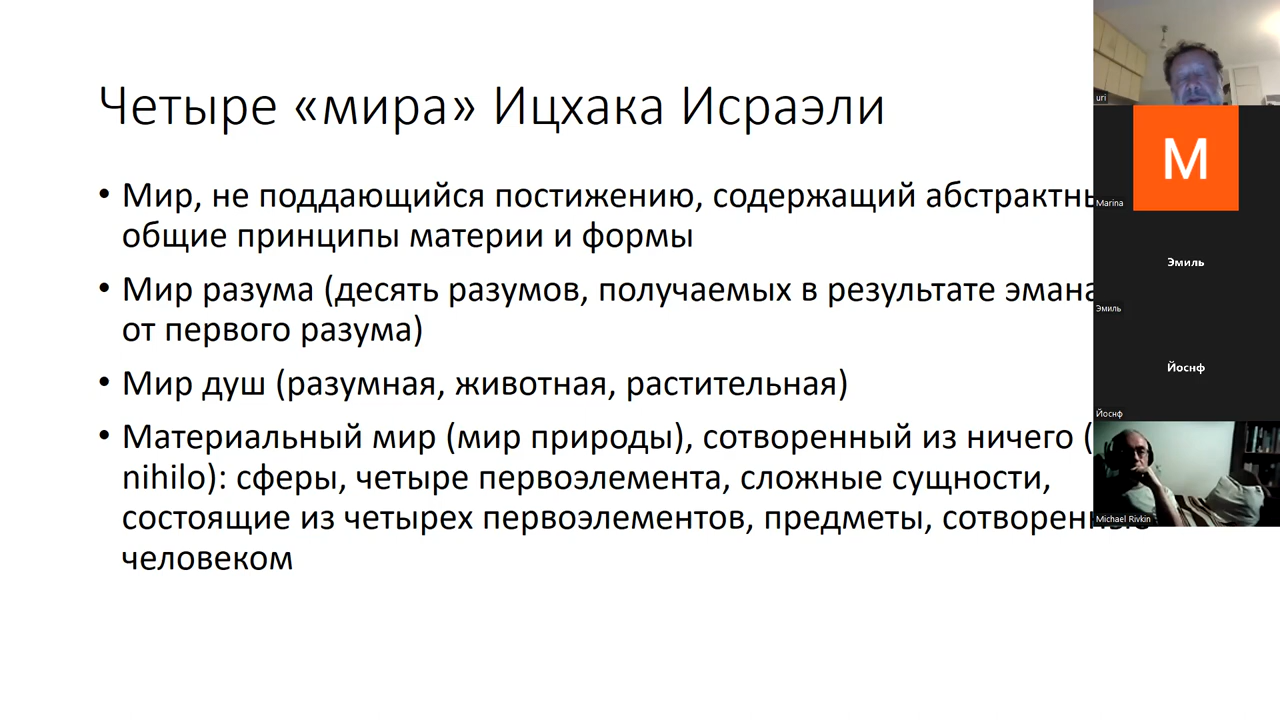 Четыре «мира» Ицхака Исраэли
• Мир, не поддающийся постижению, содержащий абстрактны
общие принципы материи и формы
• Мир разума (десять разумов, получаемых в результате эмана
от первого разума)
• Мир душ (разумная, животная, растительная)
• Материальный мир (мир природы), сотворенный из ничего (
nihilo): сферы, четыре первоэлемента, сложные сущности,
состоящие из четырех первоэлементов, предметы, сотворенные
человеком
uri
M
Marina
Эмиль
Эмиль
Йоснф
Йоснф
Michael Rivkin